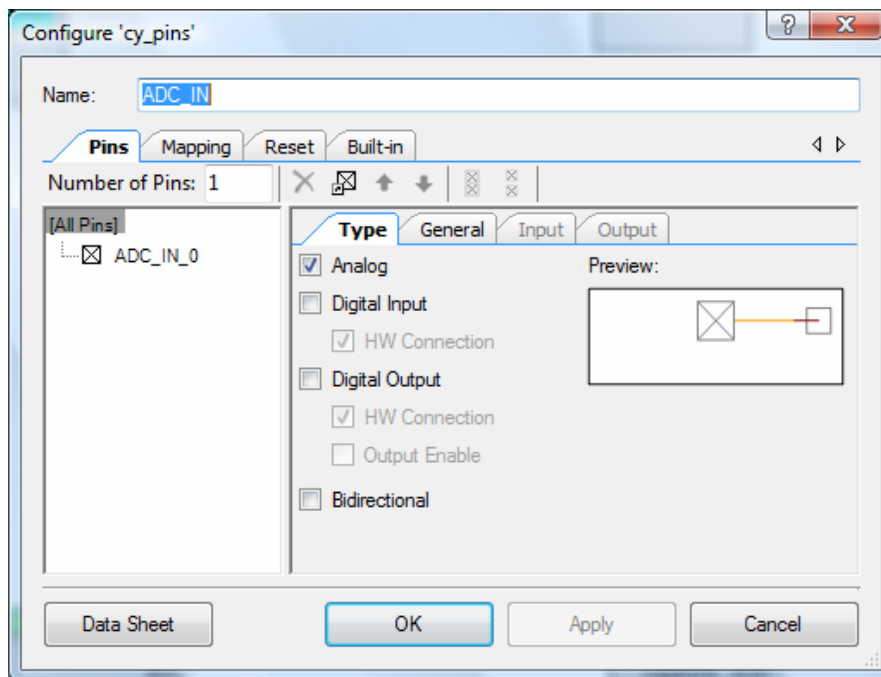 Configure 'cy_pins'
Name: ADC_IN
Pins Mapping Reset Built-in
Number of Pins: 1
[All Pins]
ADC_IN_0
Type General Input Output
Analog
Preview:
Digital Input
HW Connection
Digital Output
HW Connection
Output Enable
Bidirectional
Data Sheet OK Apply Cancel